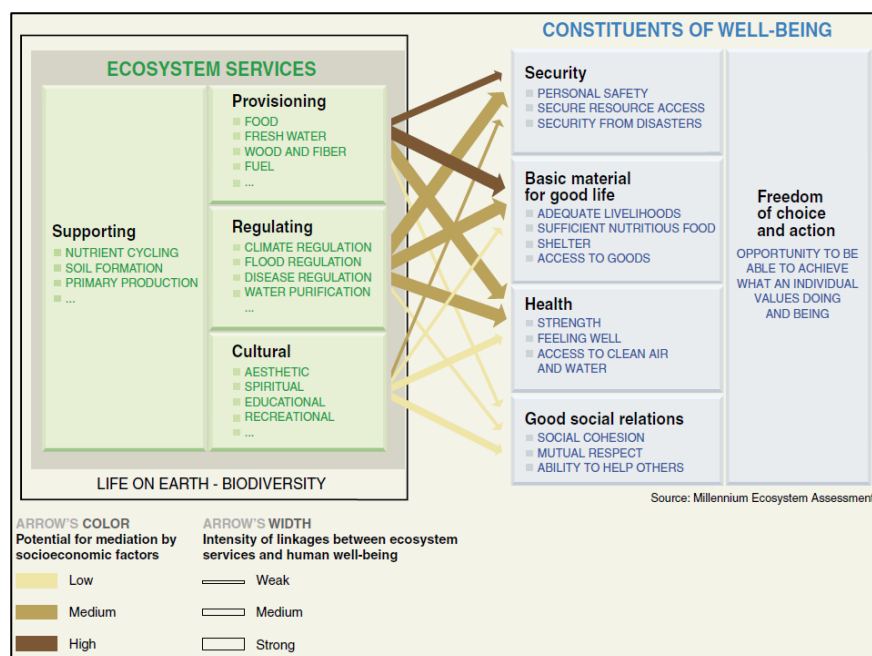 CONSTITUENTS OF WELL-BEING
ECOSYSTEM SERVICES
Supporting
NUTRIENT CYCLING
SOIL FORMATION
PRIMARY PRODUCTION
...
Provisioning
FOOD
FRESH WATER
WOOD AND FIBER
FUEL
...
Regulating
CLIMATE REGULATION
FLOOD REGULATION
DISEASE REGULATION
WATER PURIFICATION
...
Cultural
AESTHETIC
SPIRITUAL
EDUCATIONAL
RECREATIONAL
...
LIFE ON EARTH - BIODIVERSITY
Security
PERSONAL SAFETY
SECURE RESOURCE ACCESS
SECURITY FROM DISASTERS
Basic material
for good life
ADEQUATE LIVELIHOODS
SUFFICIENT NUTRITIOUS FOOD
SHELTER
ACCESS TO GOODS
Health
STRENGTH
FEELING WELL
ACCESS TO CLEAN AIR
AND WATER
Good social relations
SOCIAL COHESION
MUTUAL RESPECT
ABILITY TO HELP OTHERS
Freedom
of choice
and action
OPPORTUNITY TO BE
ABLE TO ACHIEVE
WHAT AN INDIVIDUAL
VALUES DOING
AND BEING
Source: Millennium Ecosystem Assessment
ARROW'S COLOR
Potential for mediation by
socioeconomic factors
Low
Medium
High
ARROW'S WIDTH
Intensity of linkages between ecosystem
services and human well-being
Weak
Medium
Strong